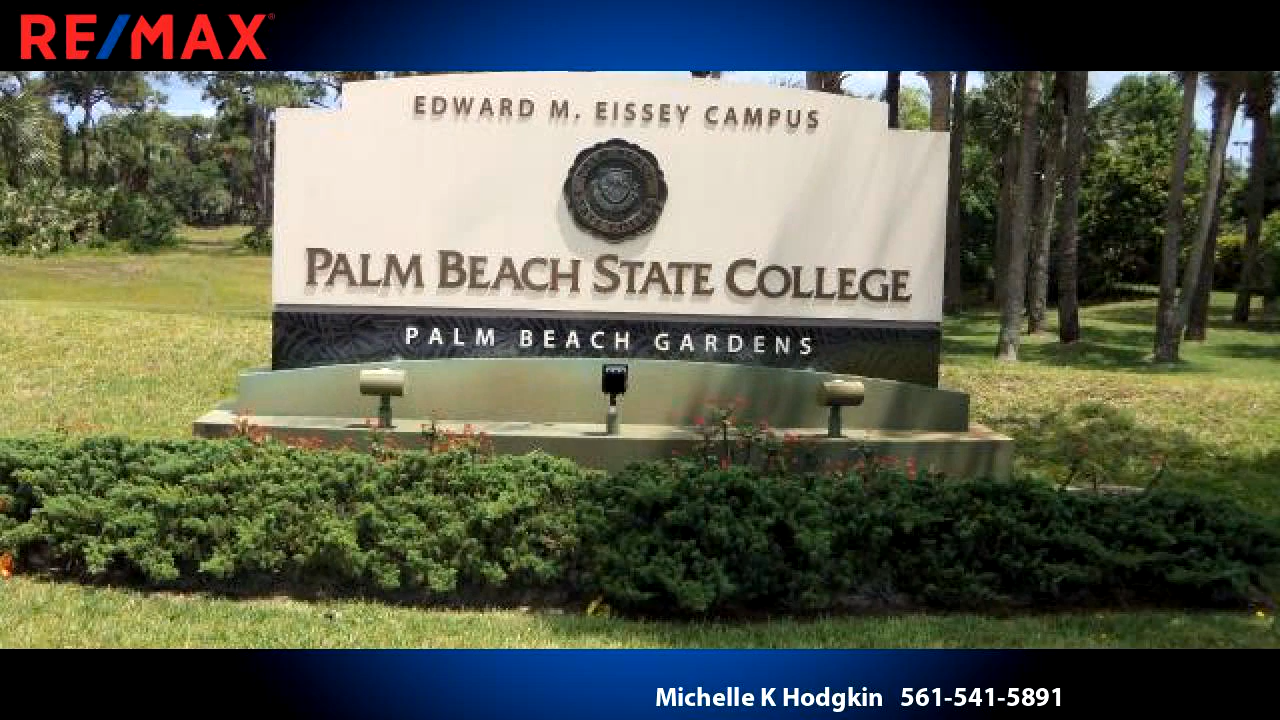 RE/MAX®
EDWARD M. EISSEY CAMPUS
PALM BEACH STATE COLLEGE
PALM BEACH GARDENS
Michelle K Hodgkin 561-541-5891